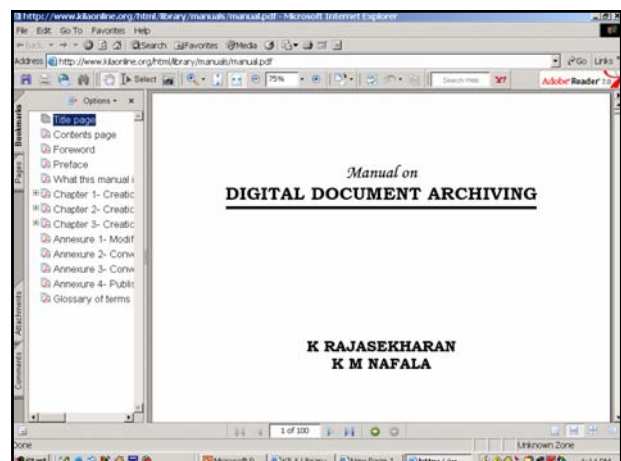 http://www.kilaonline.org/html/library/manuals/manual.pdf - Microsoft Internet Explorer
File Edit Go To Favorites Help
Back Search Favorites Media
Address http://www.kilaonline.org/html/library/manuals/manual.pdf Go Links
Select 75% Search Web Y! Adobe Reader 7.0
Bookmarks
Pages
Attachments
Comments
Options
Title page
Contents page
Foreword
Preface
What this manual i
Chapter 1- Creatic
Chapter 2- Creatic
Chapter 3- Creatic
Annexure 1- Modif
Annexure 2- Conv
Annexure 3- Conv
Annexure 4- Publis
Glossary of terms
Manual on
DIGITAL DOCUMENT ARCHIVING
K RAJASEKHARAN
K M NAFALA
1 of 100
Done Unknown Zone
Start